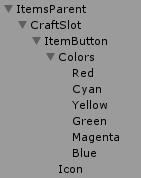 ItemsParent
CraftSlot
ItemButton
Colors
Red
Cyan
Yellow
Green
Magenta
Blue
Icon